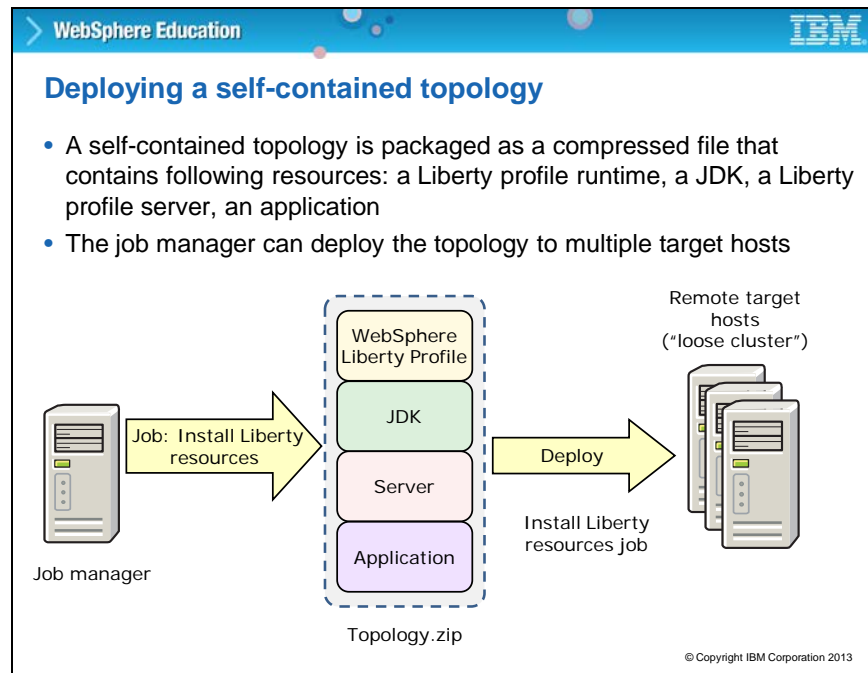 WebSphere Education
IBM
Deploying a self-contained topology
• A self-contained topology is packaged as a compressed file that
contains following resources: a Liberty profile runtime, a JDK, a Liberty
profile server, an application
• The job manager can deploy the topology to multiple target hosts
Remote target
hosts
("loose cluster")
WebSphere
Liberty Profile
JDK
Job: Install Liberty
resources
Deploy
Server
Install Liberty
resources job
Application
Job manager
Topology.zip
© Copyright IBM Corporation 2013